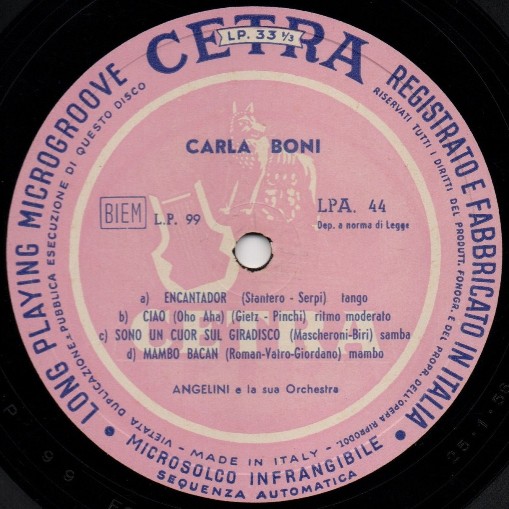 CETRA
LP. 33 1/3
LONG PLAYING MICROGROOVE
REGISTRATO E FABBRICATO IN ITALIA
VIETATA DUPLICAZIONE, PUBBLICA ESECUZIONE DI QUESTO DISCO
RISERVATI TUTTI I DIRITTI DEL PRODUTT. FONOGR. E DEL PROPR. DELL'OPERA RIPRODOT.
CARLA BONI
BIEM
L.P. 99
LPA. 44
Dep. a norma di Legge
a) ENCANTADOR (Stantero - Serpi) tango
b) CIAO (Oho Aha) (Gietz - Pinchi) ritmo moderato
c) SONO UN CUOR SUL GIRADISCO (Mascheroni-Biri) samba
d) MAMBO BACAN (Roman-Vatro-Giordano) mambo
CETRA
ANGELINI e la sua Orchestra
- MADE IN ITALY -
MICROSOLCO INFRANGIBILE
SEQUENZA AUTOMATICA